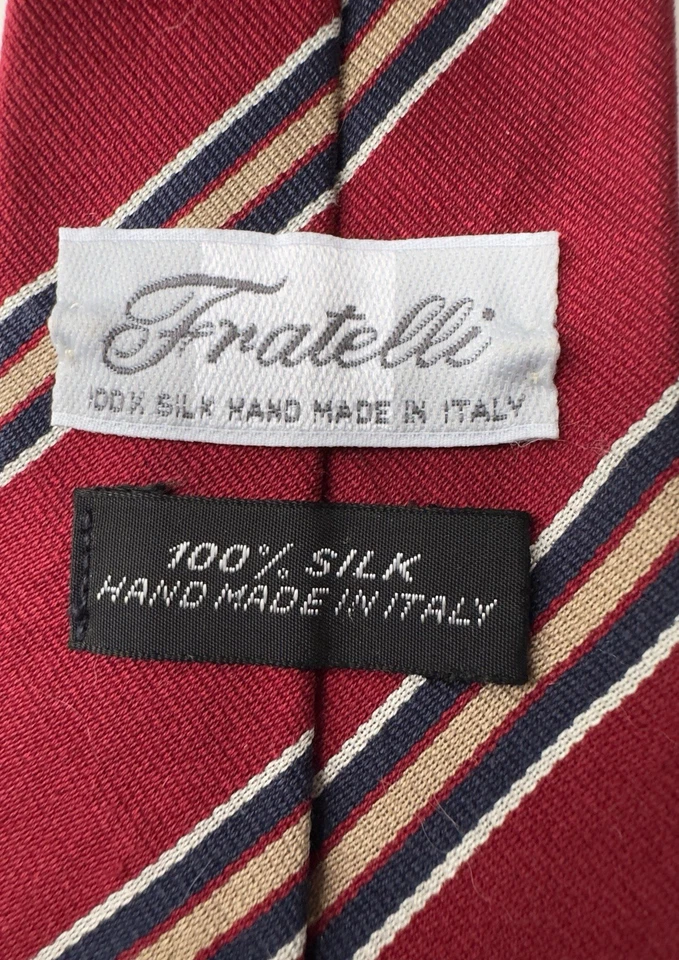 Fratelli
100% SILK HAND MADE IN ITALY
100% SILK
HAND MADE IN ITALY